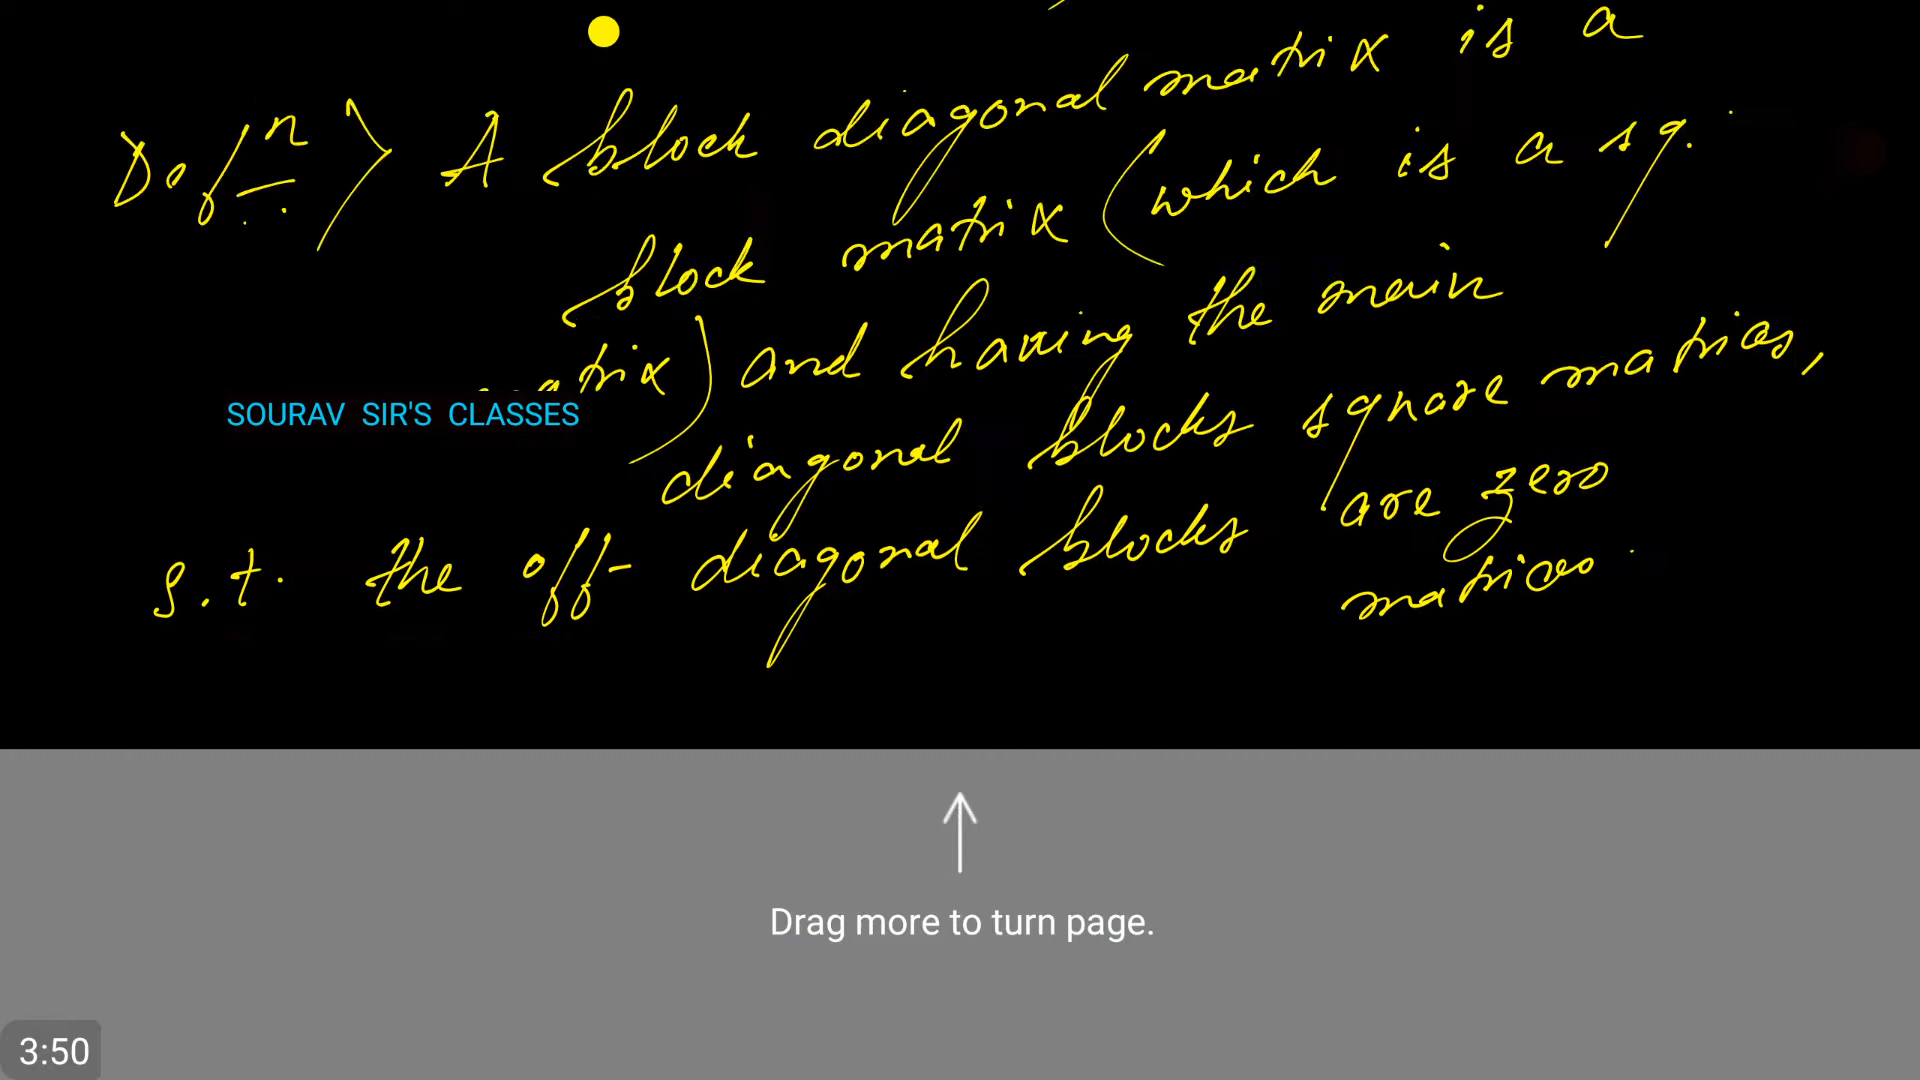 Defⁿ > A block diagonal matrix is a
block matrix (which is a sq.
matrix) and having the main
SOURAV SIR'S CLASSES
diagonal blocks square matrices,
s.t. the off-diagonal blocks are zero
matrices.
Drag more to turn page.
3:50